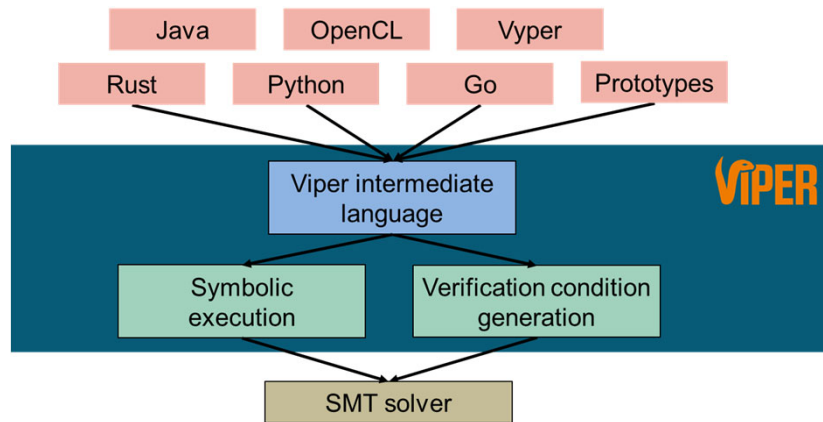 Java
OpenCL
Vyper
Rust
Python
Go
Prototypes
VIPER
Viper intermediate
language
Symbolic
execution
Verification condition
generation
SMT solver